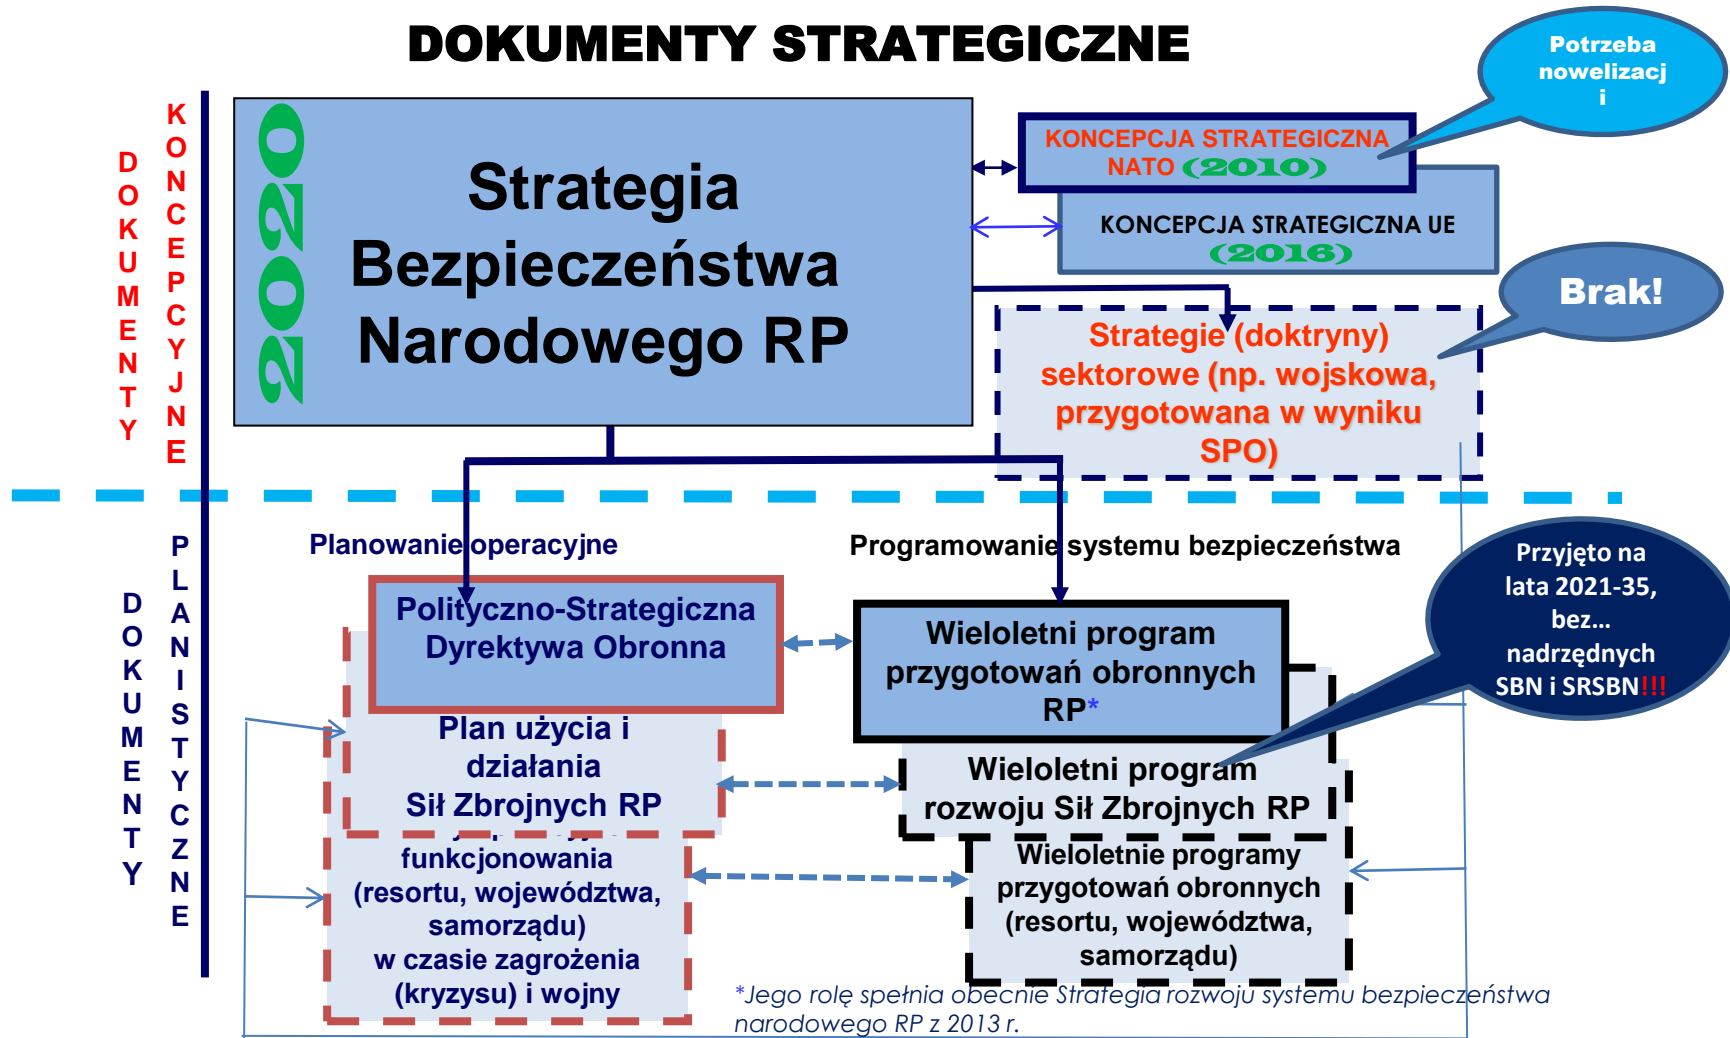 DOKUMENTY STRATEGICZNE
Potrzeba
nowelizacj
i
DOKUMENTY
KONCEPCYJNE
2020
Strategia
Bezpieczeństwa
Narodowego RP
KONCEPCJA STRATEGICZNA
NATO (2010)
KONCEPCJA STRATEGICZNA UE
(2016)
Brak!
Strategie (doktryny)
sektorowe (np. wojskowa,
przygotowana w wyniku
SPO)
DOKUMENTY
PLANISTYCZNE
Planowanie operacyjne
Programowanie systemu bezpieczeństwa
Przyjęto na
lata 2021-35,
bez...
nadrzędnych
SBN i SRSBN!!!
Polityczno-Strategiczna
Dyrektywa Obronna
Wieloletni program
przygotowań obronnych
RP*
Plan użycia i
działania
Sił Zbrojnych RP
Wieloletni program
rozwoju Sił Zbrojnych RP
funkcjonowania
(resortu, województwa,
samorządu)
w czasie zagrożenia
(kryzysu) i wojny
Wieloletnie programy
przygotowań obronnych
(resortu, województwa,
samorządu)
*Jego rolę spełnia obecnie Strategia rozwoju systemu bezpieczeństwa
narodowego RP z 2013 r.